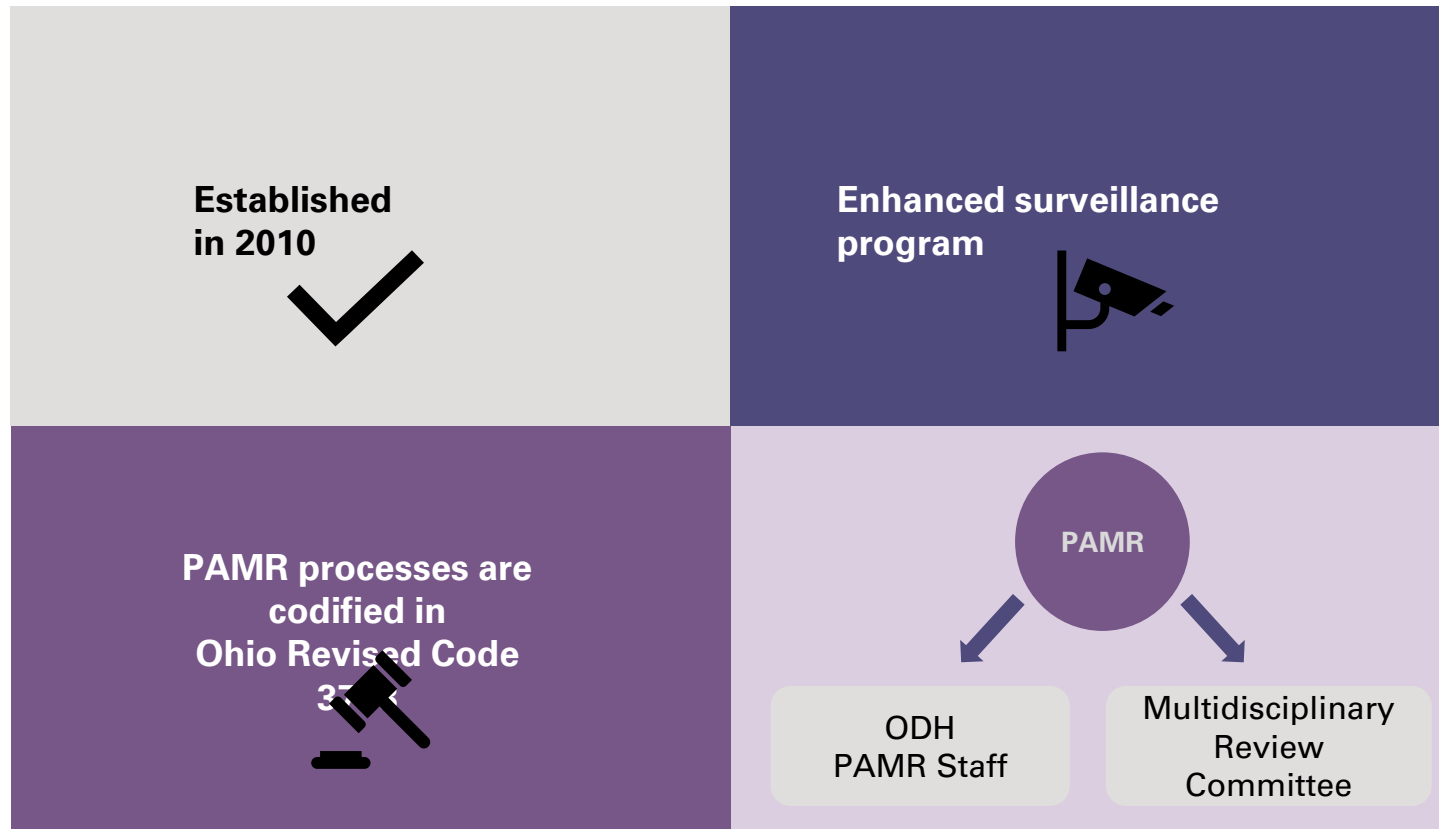 Established
in 2010
Enhanced surveillance
program
PAMR processes are
codified in
Ohio Revised Code
PAMR
ODH
PAMR Staff
Multidisciplinary
Review
Committee